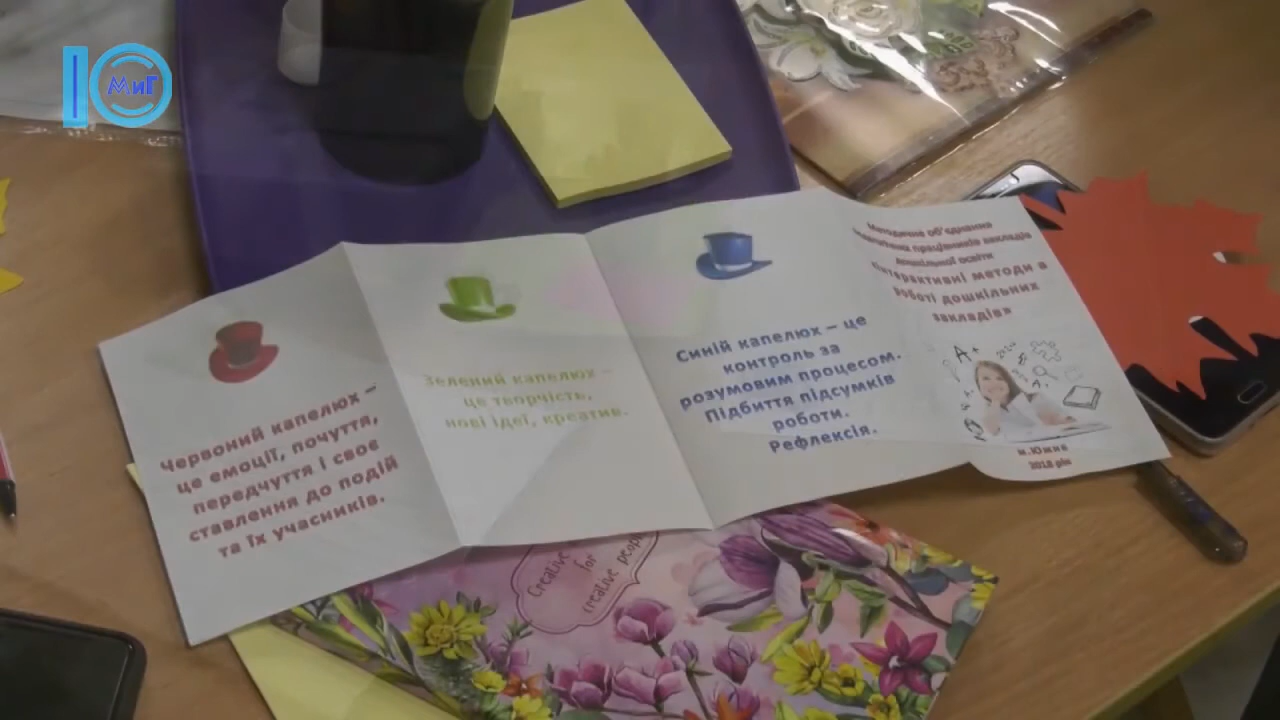 МиГ
Червоний капелюх –
це емоції, почуття,
передчуття і своє
ставлення до подій
та їх учасників.
Зелений капелюх –
це творчість,
нові ідеї, креатив.
Синій капелюх – це
контроль за
розумовим процесом.
Підбиття підсумків
роботи.
Рефлексія.
Методичне об'єднання
працівників закладів
дошкільної освіти
«Інтерактивні методи в
роботі дошкільних
закладів»
м.Южне
2018 рік
Creative
for
creative people